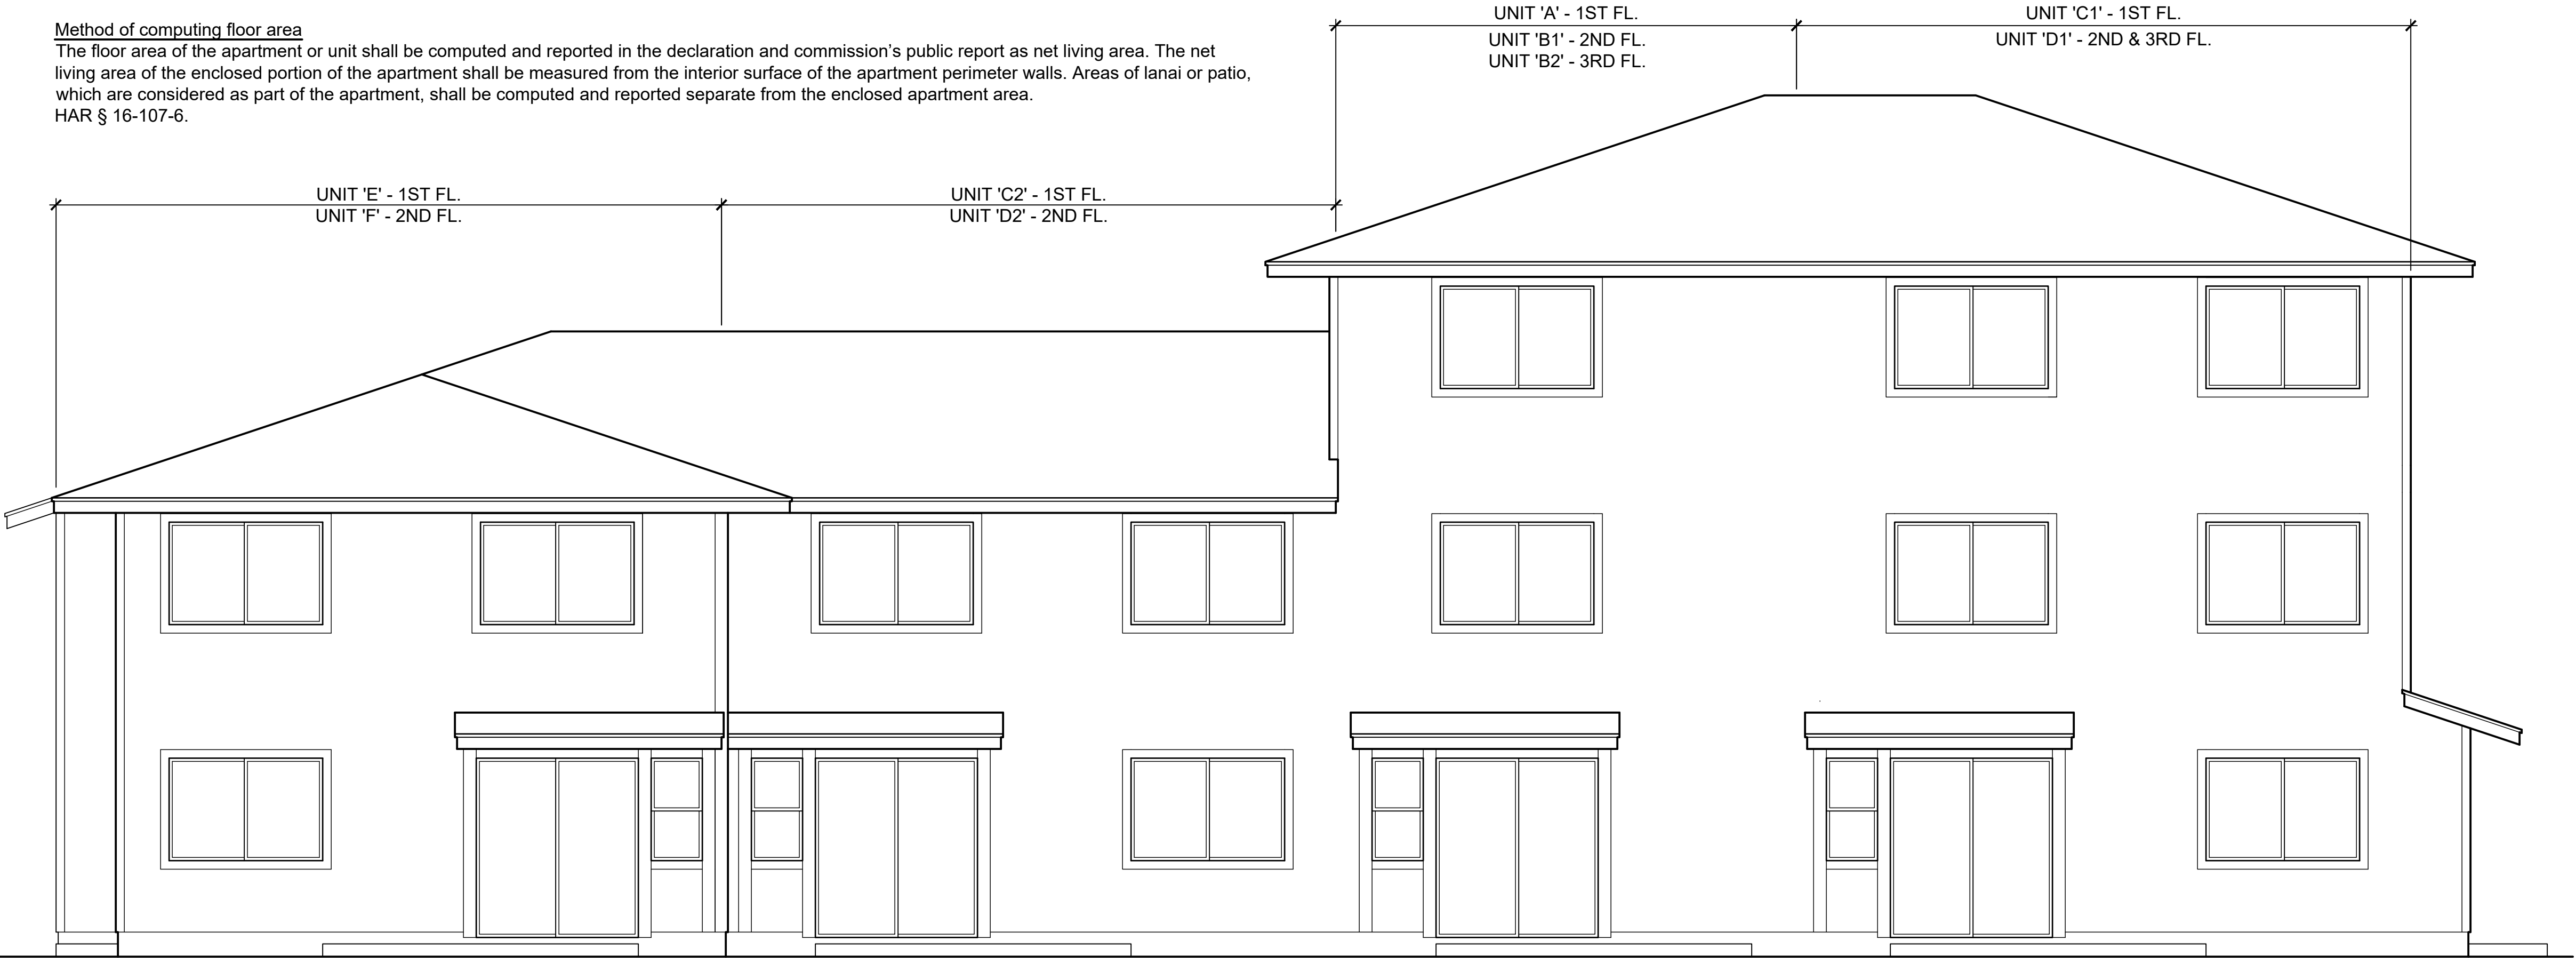 Method of computing floor area
The floor area of the apartment or unit shall be computed and reported in the declaration and commission’s public report as net living area. The net
living area of the enclosed portion of the apartment shall be measured from the interior surface of the apartment perimeter walls. Areas of lanai or patio,
which are considered as part of the apartment, shall be computed and reported separate from the enclosed apartment area.
HAR § 16-107-6.
UNIT 'A' - 1ST FL.
UNIT 'B1' - 2ND FL.
UNIT 'B2' - 3RD FL.
UNIT 'C1' - 1ST FL.
UNIT 'D1' - 2ND & 3RD FL.
UNIT 'E' - 1ST FL.
UNIT 'F' - 2ND FL.
UNIT 'C2' - 1ST FL.
UNIT 'D2' - 2ND FL.